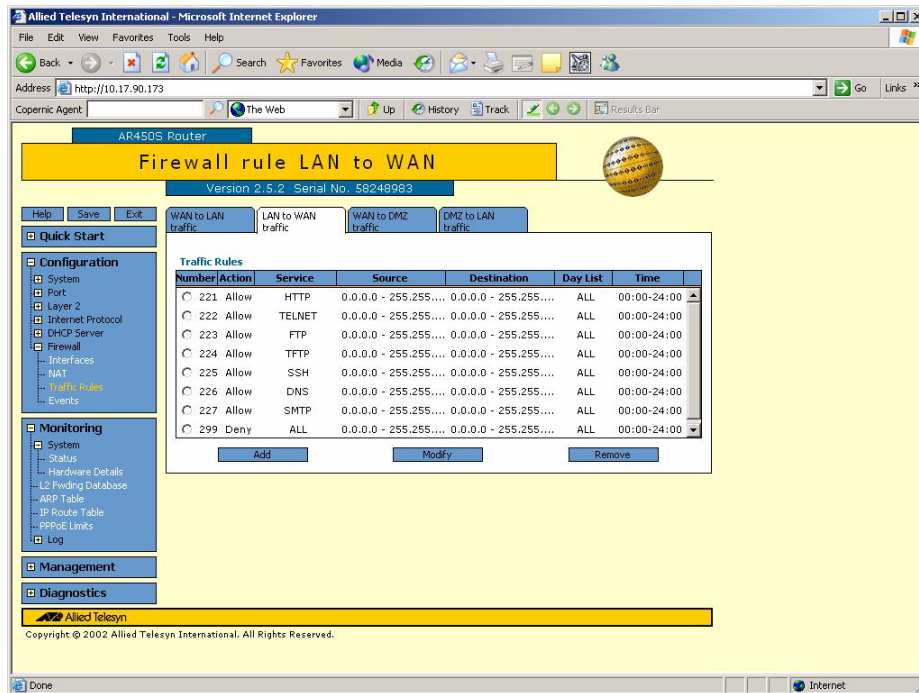 Allied Telesyn International - Microsoft Internet Explorer
File Edit View Favorites Tools Help
Back Search Favorites Media
Address http://10.17.90.173 Go Links »
Copernic Agent The Web Up History Track Results Bar
AR450S Router
Firewall rule LAN to WAN
Version 2.5.2 Serial No. 58248983
Help Save Exit
Quick Start
Configuration
System
Port
Layer 2
Internet Protocol
DHCP Server
Firewall
Interfaces
NAT
Traffic Rules
Events
Monitoring
System
Status
Hardware Details
L2 Fwding Database
ARP Table
IP Route Table
PPPoE Limits
Log
Management
Diagnostics
WAN to LAN traffic
LAN to WAN traffic
WAN to DMZ traffic
DMZ to LAN traffic
Traffic Rules
Number Action Service Source Destination Day List Time
221 Allow HTTP 0.0.0.0 - 255.255.... 0.0.0.0 - 255.255.... ALL 00:00-24:00
222 Allow TELNET 0.0.0.0 - 255.255.... 0.0.0.0 - 255.255.... ALL 00:00-24:00
223 Allow FTP 0.0.0.0 - 255.255.... 0.0.0.0 - 255.255.... ALL 00:00-24:00
224 Allow TFTP 0.0.0.0 - 255.255.... 0.0.0.0 - 255.255.... ALL 00:00-24:00
225 Allow SSH 0.0.0.0 - 255.255.... 0.0.0.0 - 255.255.... ALL 00:00-24:00
226 Allow DNS 0.0.0.0 - 255.255.... 0.0.0.0 - 255.255.... ALL 00:00-24:00
227 Allow SMTP 0.0.0.0 - 255.255.... 0.0.0.0 - 255.255.... ALL 00:00-24:00
299 Deny ALL 0.0.0.0 - 255.255.... 0.0.0.0 - 255.255.... ALL 00:00-24:00
Add Modify Remove
Allied Telesyn
Copyright © 2002 Allied Telesyn International. All Rights Reserved.
Done Internet